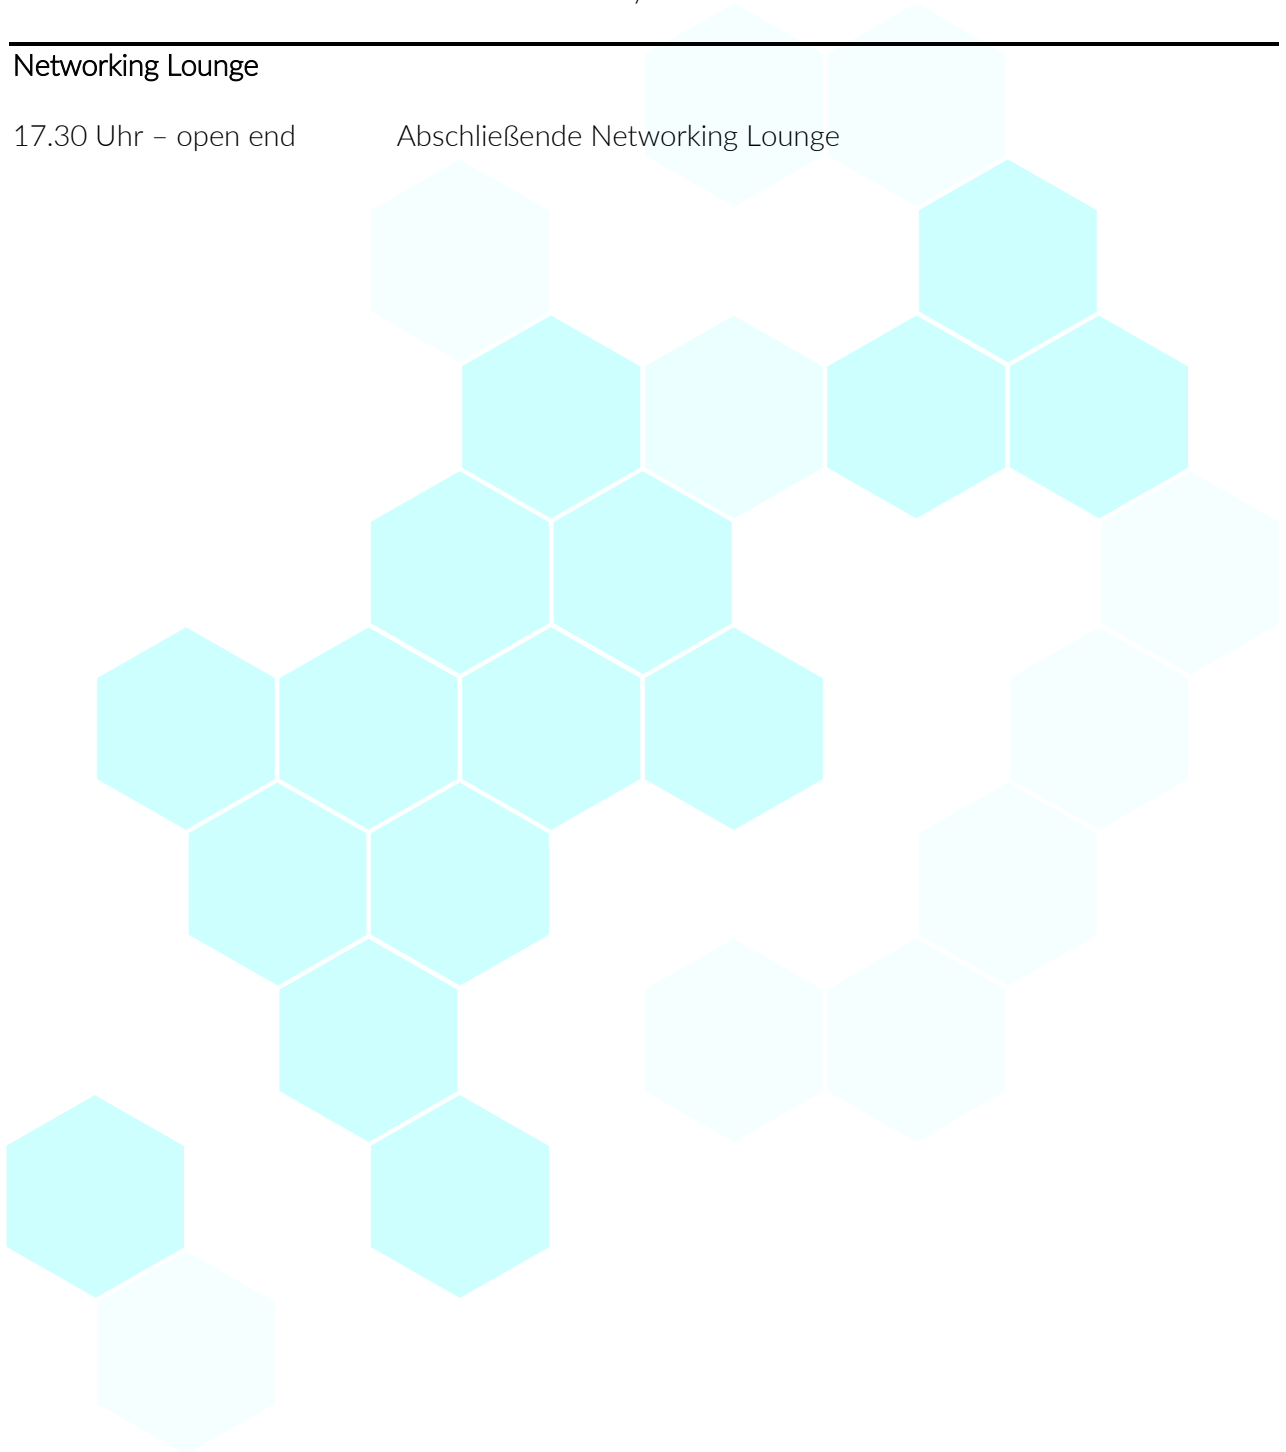 Networking Lounge
17.30 Uhr – open end Abschließende Networking Lounge